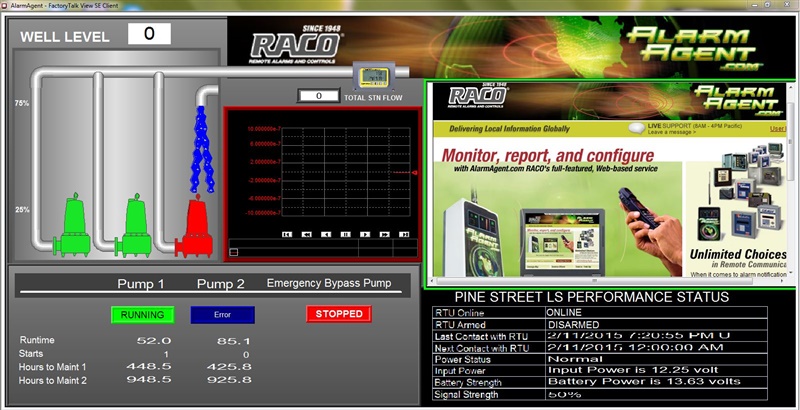 AlarmAgent - FactoryTalk View SE Client
WELL LEVEL 0
75%
25%
SINCE 1948
RACO
REMOTE ALARMS AND CONTROLS
ALARM
AGENT
.COM™
0 TOTAL STN FLOW
10.000000e-7
6.000000e-7
2.000000e-7
-2.000000e-7
-6.000000e-7
-10.000000e-7
SINCE 1948
RACO
REMOTE ALARMS AND CONTROLS
ALARM
AGENT
.COM™
Delivering Local Information Globally
LIVE SUPPORT (8AM - 4PM Pacific)
Leave a message >
User
Monitor, report, and configure
with AlarmAgent.com RACO's full-featured, Web-based service
Unlimited Choices
in Remote Communica
When it comes to alarm notification
Pump 1 Pump 2 Emergency Bypass Pump
RUNNING Error STOPPED
Runtime 52.0 85.1
Starts 1 0
Hours to Maint 1 448.5 425.8
Hours to Maint 2 948.5 925.8
PINE STREET LS PERFORMANCE STATUS
RTU Online ONLINE
RTU Armed DISARMED
Last Contact with RTU 2/11/2015 7:20:55 PM U
Next Contact with RTU 2/11/2015 12:00:00 AM
Power Status Normal
Input Power Input Power is 12.25 volt
Battery Strength Battery Power is 13.63 volts
Signal Strength 50%